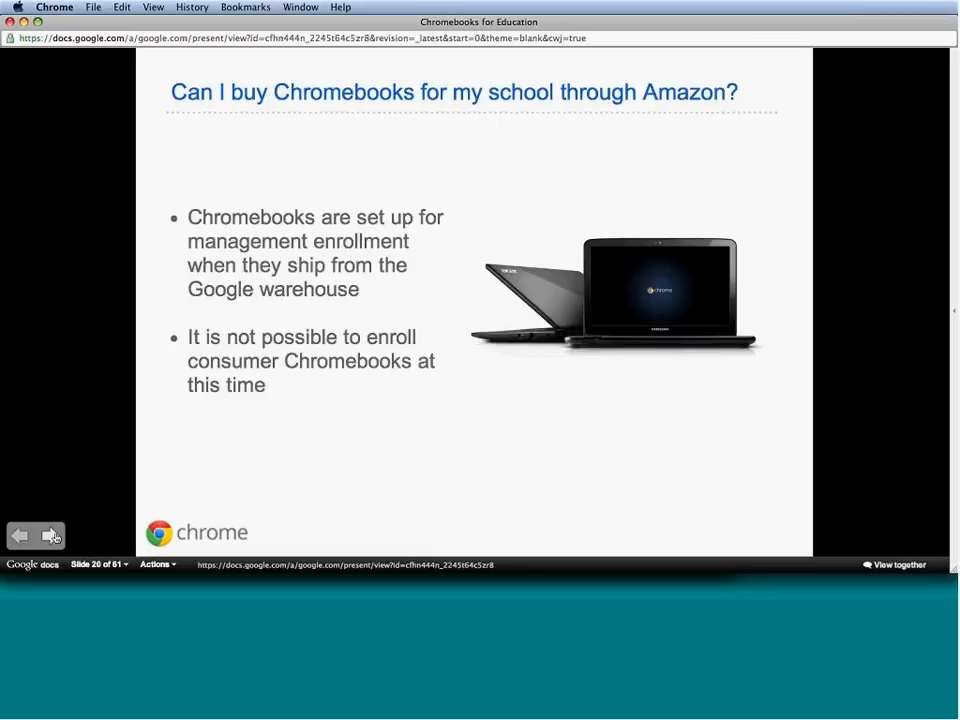 Chrome File Edit View History Bookmarks Window Help
Chromebooks for Education
https://docs.google.com/a/google.com/present/view?id=cfhn444n_2245t64c5zr8&revision=_latest&start=0&theme=blank&cwj=true
Can I buy Chromebooks for my school through Amazon?
• Chromebooks are set up for
management enrollment
when they ship from the
Google warehouse
• It is not possible to enroll
consumer Chromebooks at
this time
chrome
SAMSUNG
chrome
Google docs Slide 20 of 61 Actions https://docs.google.com/a/google.com/present/view?id=cfhn444n_2245t64c5zr8 View together